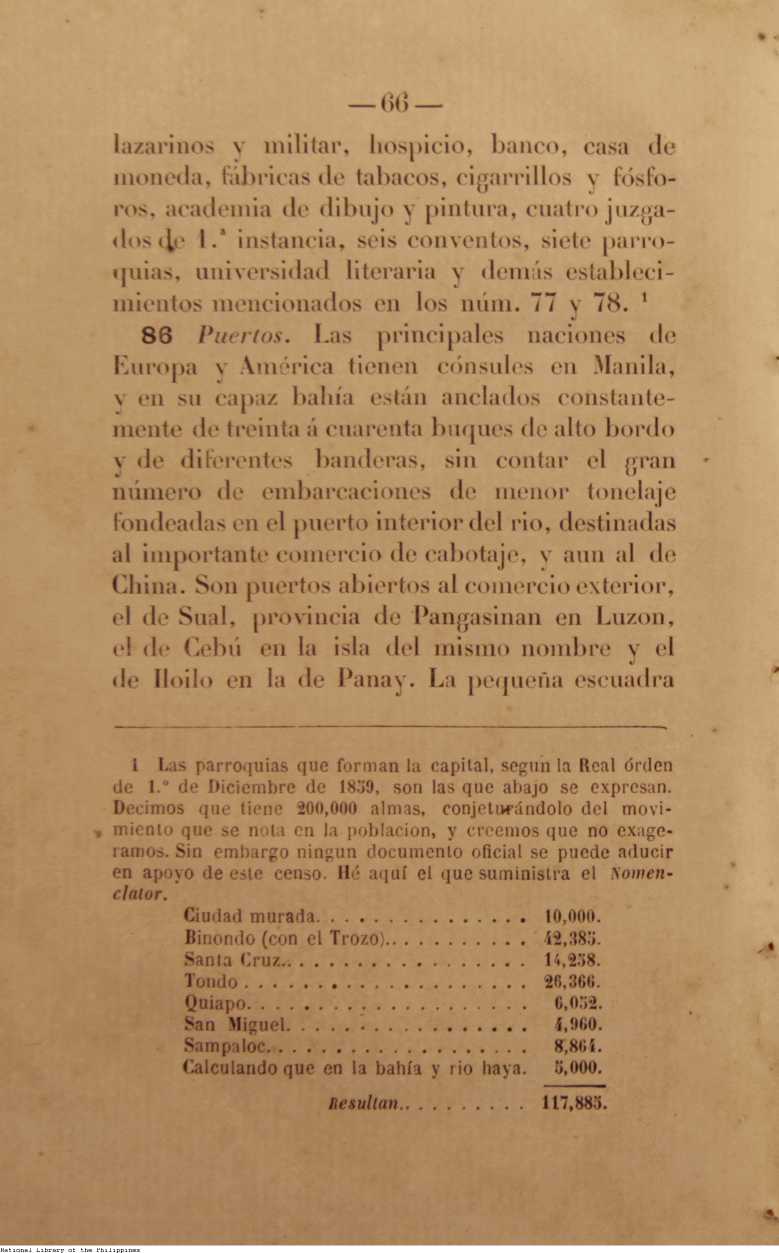 — 66 —
lazarinos y militar, hospicio, banco, casa de
moneda, fábricas de tabacos, cigarrillos y fósfo-
ros, academia de dibujo y pintura, cuatro juzga-
dos de 1.ª instancia, seis conventos, siete parro-
quias, universidad literaria y demás estableci-
mientos mencionados en los núm. 77 y 78. ¹
86 Puertos. Las principales naciones de
Europa y América tienen cónsules en Manila,
y en su capaz bahía están anclados constante-
mente de treinta á cuarenta buques de alto bordo
y de diferentes banderas, sin contar el gran
número de embarcaciones de menor tonelaje
fondeadas en el puerto interior del rio, destinadas
al importante comercio de cabotaje, y aun al de
China. Son puertos abiertos al comercio exterior,
el de Sual, provincia de Pangasinan en Luzon,
el de Cebú en la isla del mismo nombre y el
de Iloilo en la de Panay. La pequeña escuadra
1 Las parroquias que forman la capital, segun la Real órden
de 1.º de Diciembre de 1859, son las que abajo se expresan.
Decimos que tiene 200,000 almas, conjeturándolo del movi-
miento que se nota en la poblacion, y creemos que no exage-
ramos. Sin embargo ningun documento oficial se puede aducir
en apoyo de este censo. Hé aquí el que suministra el Nomen-
clator.
Ciudad murada. . . . . . . . . . . . . . . 10,000.
Binondo (con el Trozo).. . . . . . . . . . 42,385.
Santa Cruz.. . . . . . . . . . . . . . . . . 14,258.
Tondo . . . . . . . . . . . . . . . . . . . . 26,366.
Quiapo. . . . . . . . . . . . . . . . . . . . 6,052.
San Miguel. . . . . . . . . . . . . . . . . 4,960.
Sampaloc. . . . . . . . . . . . . . . . . . 8,864.
Calculando que en la bahía y rio haya. 5,000.
Resultan.. . . . . . . . . 117,885.
National Library of the Philippines